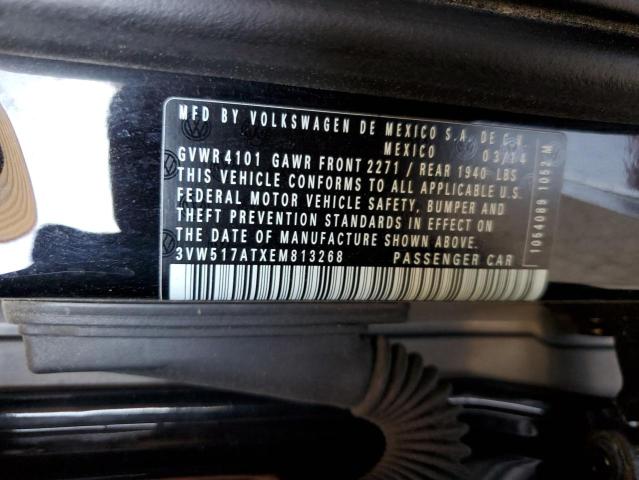 MFD BY VOLKSWAGEN DE MEXICO S.A. DE C.V.
MEXICO 03/14
GVWR 4101 GAWR FRONT 2271 / REAR 1940 LBS
THIS VEHICLE CONFORMS TO ALL APPLICABLE U.S.
FEDERAL MOTOR VEHICLE SAFETY, BUMPER AND
THEFT PREVENTION STANDARDS IN EFFECT ON
THE DATE OF MANUFACTURE SHOWN ABOVE.
3VW517ATXEM813268 PASSENGER CAR
1054089 1052 M